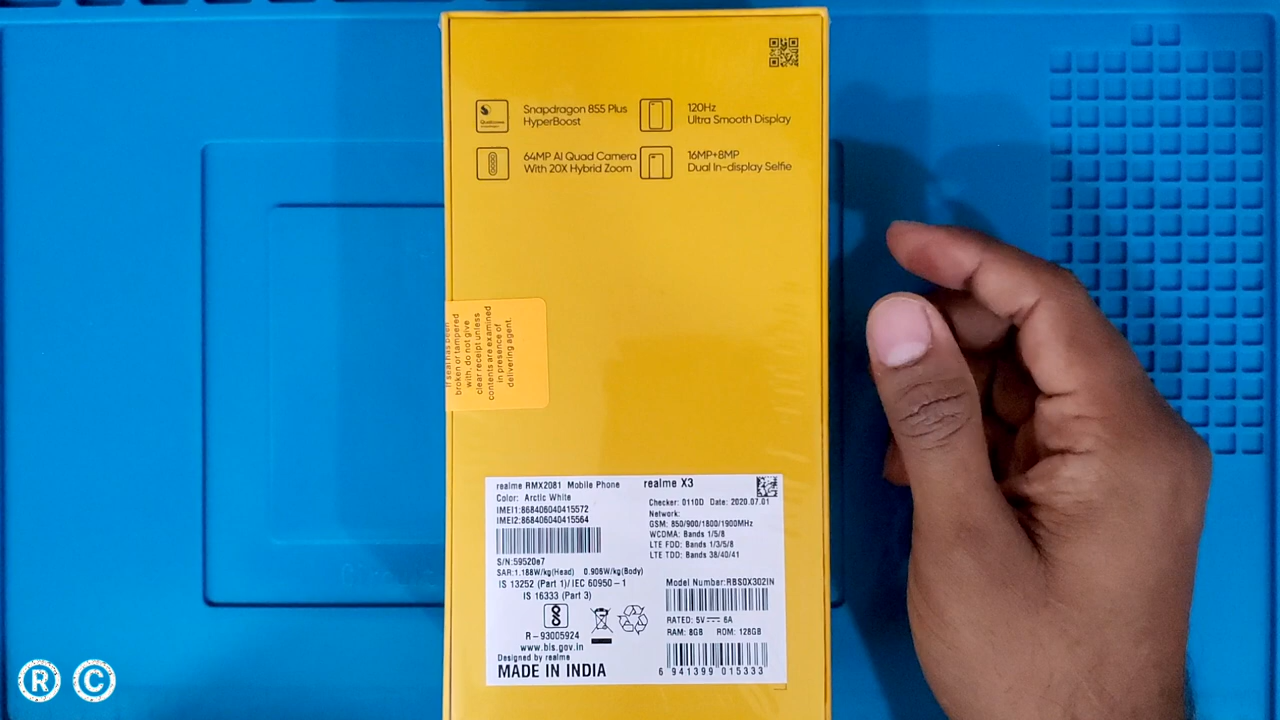 Snapdragon 855 Plus
HyperBoost
120Hz
Ultra Smooth Display
Qualcomm
64MP AI Quad Camera
With 20X Hybrid Zoom
16MP+8MP
Dual In-display Selfie
If seal has been
broken or tampered
with, do not give
clear receipt unless
contents are examined
in presence of
delivering agent.
realme RMX2081 Mobile Phone
Color: Arctic White
IMEI1:868406040415572
IMEI2:868406040415564
S/N:59520e7
SAR:1.188W/kg(Head) 0.906W/kg(Body)
IS 13252 (Part 1)/IEC 60950-1
IS 16333 (Part 3)
R-93005924
www.bis.gov.in
Designed by realme
MADE IN INDIA
realme X3
Checker: 0110D Date: 2020.07.01
Network:
GSM: 850/900/1800/1900MHz
WCDMA: Bands 1/5/8
LTE FDD: Bands 1/3/5/8
LTE TDD: Bands 38/40/41
Model Number:RBS0X302IN
RATED: 5V⎓ 6A
RAM: 8GB ROM: 128GB
6 941399 015333
R C